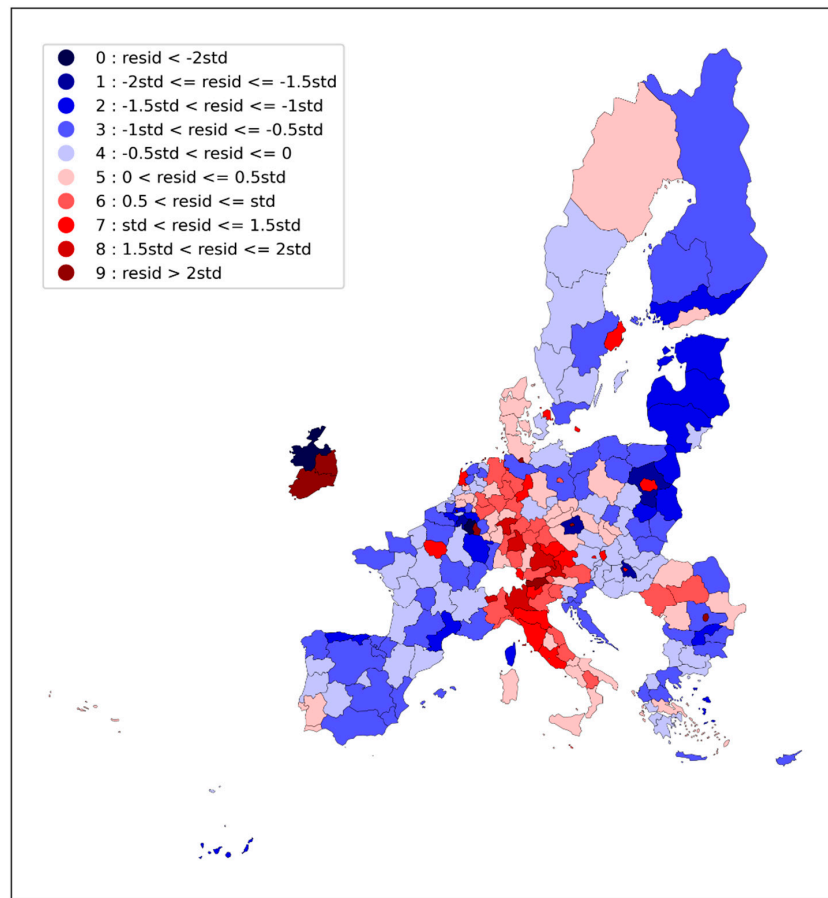 0 : resid < -2std
1 : -2std <= resid <= -1.5std
2 : -1.5std < resid <= -1std
3 : -1std < resid <= -0.5std
4 : -0.5std < resid <= 0
5 : 0 < resid <= 0.5std
6 : 0.5 < resid <= std
7 : std < resid <= 1.5std
8 : 1.5std < resid <= 2std
9 : resid > 2std